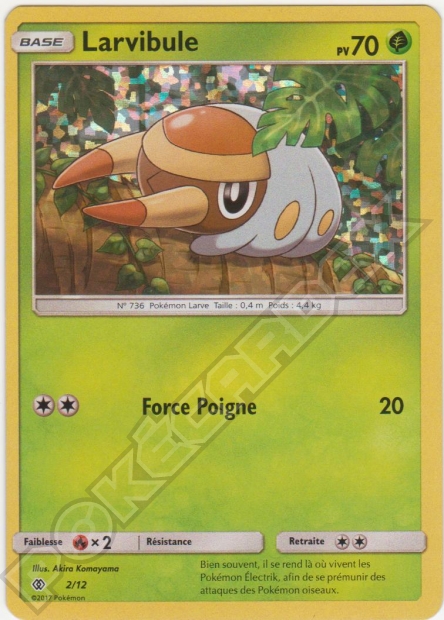 BASE Larvibule PV70
N° 736 Pokémon Larve Taille : 0,4 m Poids : 4,4 kg
Force Poigne 20
Faiblesse × 2 Résistance Retraite
Illus. Akira Komayama
2/12
©2017 Pokémon
Bien souvent, il se rend là où vivent les
Pokémon Électrik, afin de se prémunir des
attaques des Pokémon oiseaux.